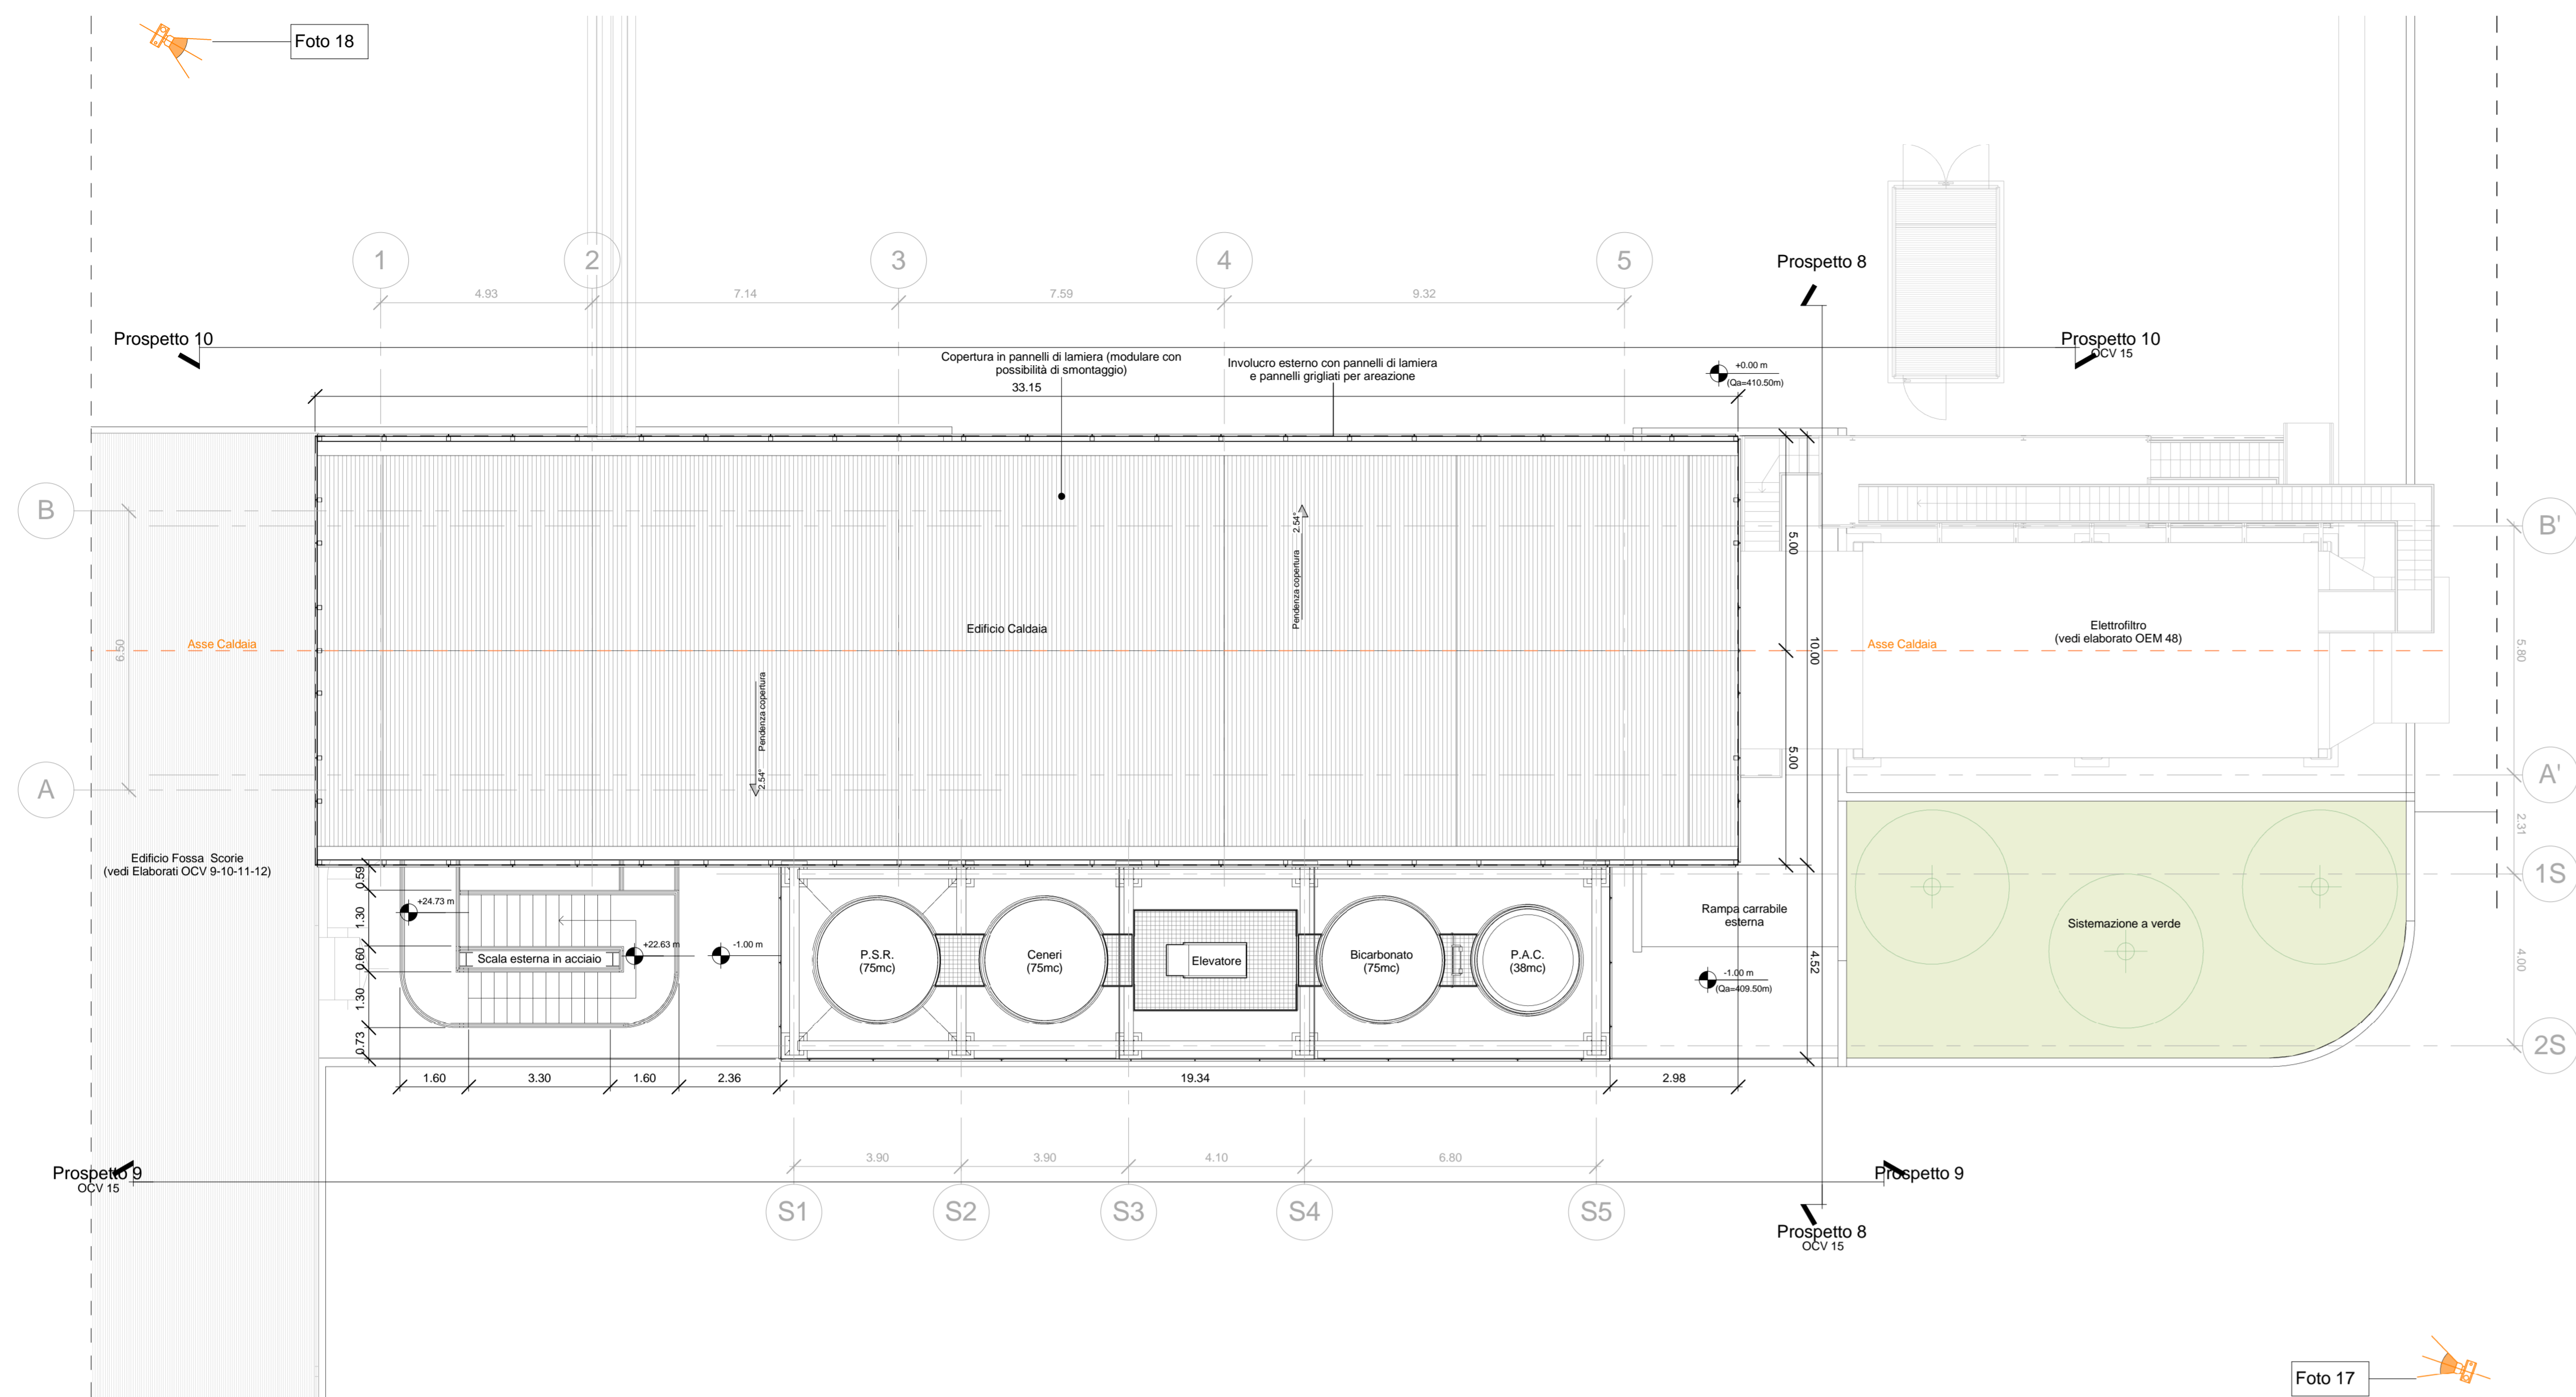 Foto 18
1
2
3
4
5
4.93
7.14
7.59
9.32
Prospetto 8
Prospetto 10
Prospetto 10
OCV 15
Copertura in pannelli di lamiera (modulare con
possibilità di smontaggio)
Involucro esterno con pannelli di lamiera
e pannelli grigliati per areazione
+0.00 m
(Qa=410.50m)
33.15
B
B'
2.54°
Pendenza copertura
5.00
6.50
Asse Caldaia
Edificio Caldaia
10.00
Asse Caldaia
Elettrofiltro
(vedi elaborato OEM 48)
5.80
Pendenza copertura
2.54°
5.00
A
A'
2.31
Edificio Fossa Scorie
(vedi Elaborati OCV 9-10-11-12)
0.59
1.30
0.60
1.30
0.73
+24.73 m
+22.63 m
-1.00 m
Scala esterna in acciaio
P.S.R.
(75mc)
Ceneri
(75mc)
Elevatore
Bicarbonato
(75mc)
P.A.C.
(38mc)
Rampa carrabile
esterna
-1.00 m
(Qa=409.50m)
4.52
Sistemazione a verde
1S
4.00
2S
1.60
3.30
1.60
2.36
19.34
2.98
3.90
3.90
4.10
6.80
Prospetto 9
OCV 15
Prospetto 9
S1
S2
S3
S4
S5
Prospetto 8
OCV 15
Foto 17